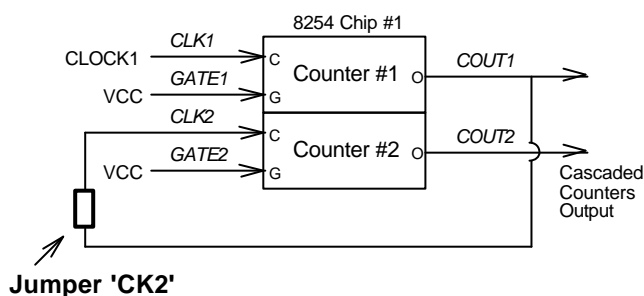 8254 Chip #1
CLOCK1
CLK1
C
Counter #1
O
COUT1
VCC
GATE1
G
CLK2
C
Counter #2
O
COUT2
VCC
GATE2
G
Cascaded
Counters
Output
Jumper 'CK2'